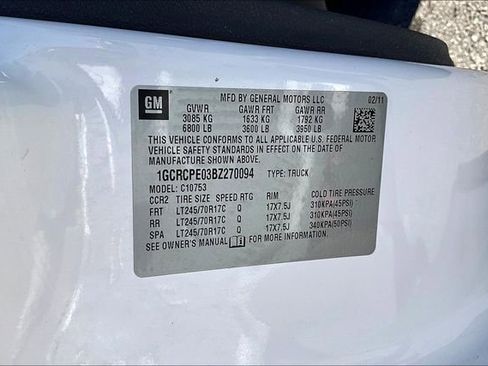 GM
MFD BY GENERAL MOTORS LLC
02/11
GVWR GAWR FRT GAWR RR
3085 KG 1633 KG 1792 KG
6800 LB 3600 LB 3950 LB
THIS VEHICLE CONFORMS TO ALL APPLICABLE U.S. FEDERAL MOTOR
VEHICLE SAFETY STANDARDS IN EFFECT ON THE DATE OF
MANUFACTURE SHOWN ABOVE.
1GCRCPE03BZ270094 TYPE: TRUCK
MODEL: C10753
CCR2 TIRE SIZE SPEED RTG RIM COLD TIRE PRESSURE
FRT LT245/70R17C Q 17X7.5J 310KPA(45PSI)
RR LT245/70R17C Q 17X7.5J 310KPA(45PSI)
SPA LT245/70R17C Q 17X7.5J 340KPA(50PSI)
SEE OWNER'S MANUAL FOR MORE INFORMATION.